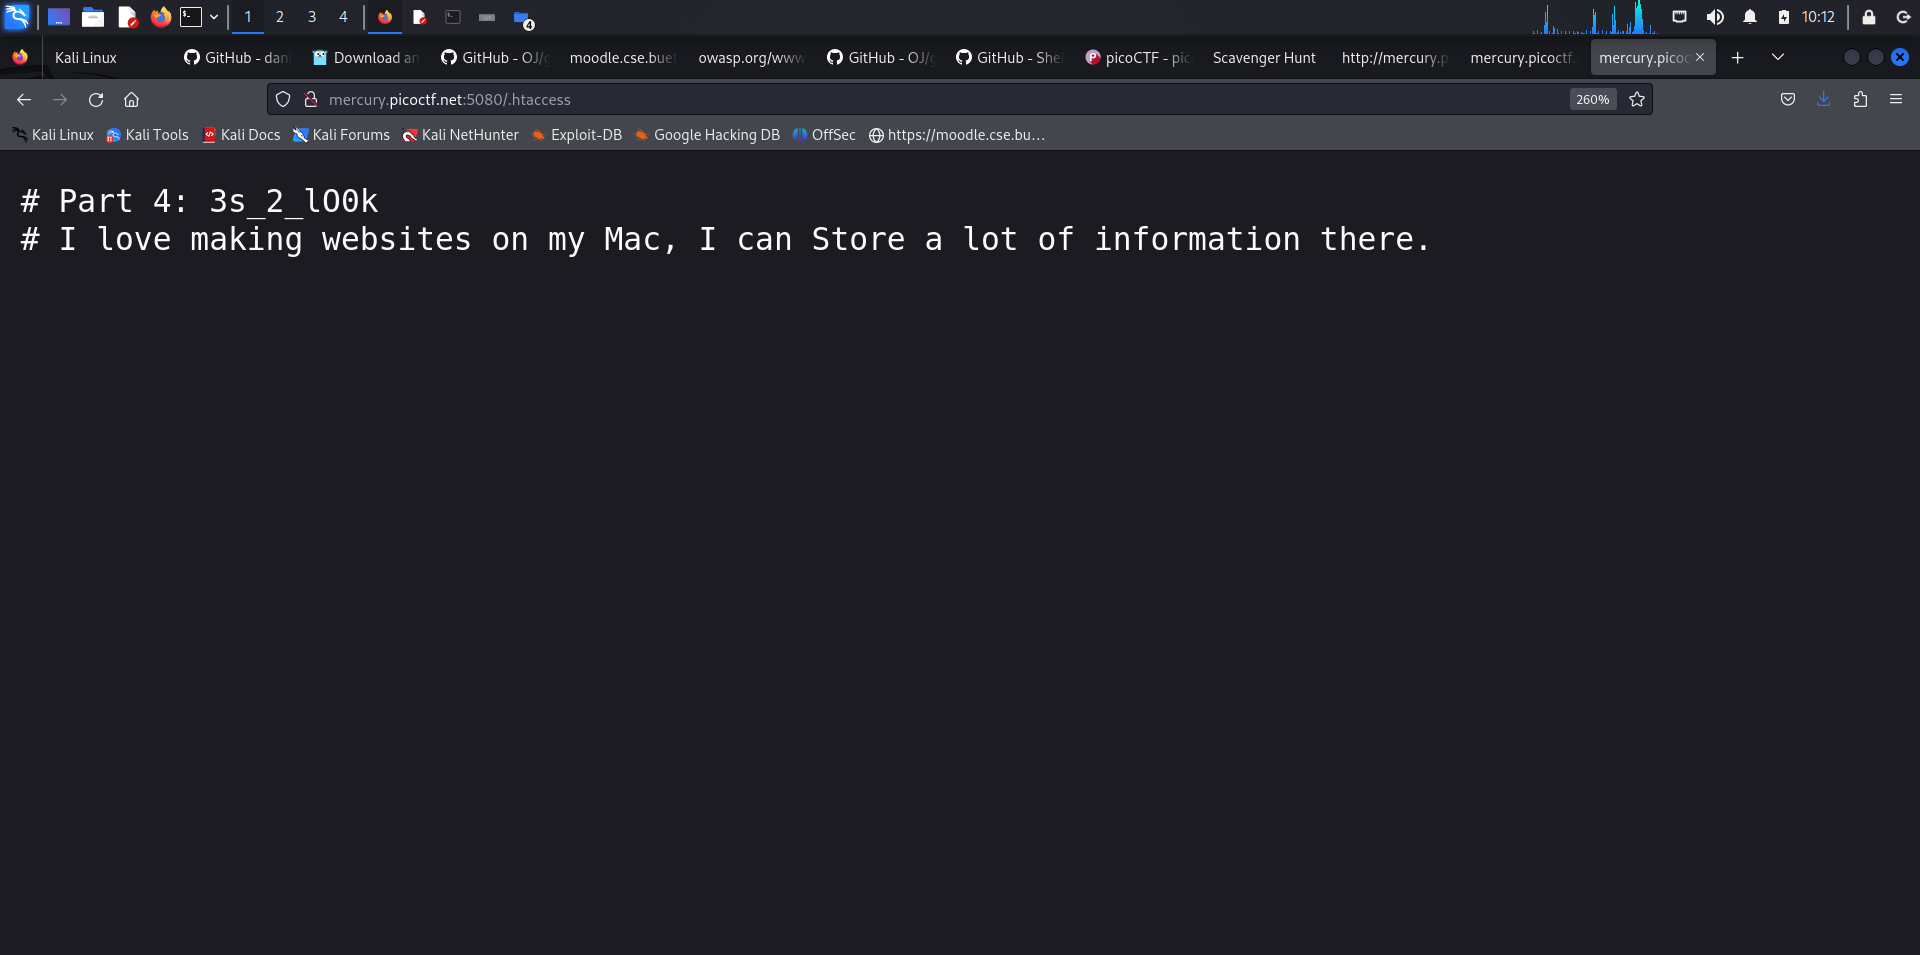 1 2 3 4 4 10:12
Kali Linux GitHub - dani Download an GitHub - OJ/g moodle.cse.buet owasp.org/www GitHub - OJ/g GitHub - She picoCTF - pic Scavenger Hunt http://mercury.p mercury.picoctf. mercury.picoc
mercury.picoctf.net:5080/.htaccess 260%
Kali Linux Kali Tools Kali Docs Kali Forums Kali NetHunter Exploit-DB Google Hacking DB OffSec https://moodle.cse.bu…
# Part 4: 3s_2_lO0k
# I love making websites on my Mac, I can Store a lot of information there.